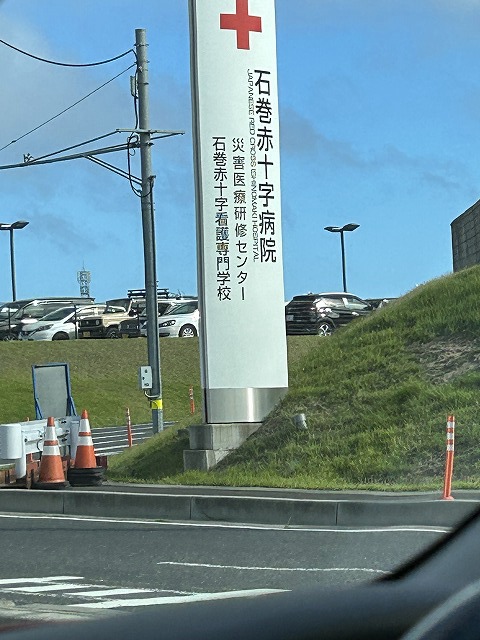 石巻赤十字病院
JAPANESE RED CROSS ISHINOMAKI HOSPITAL
災害医療研修センター
石巻赤十字看護専門学校